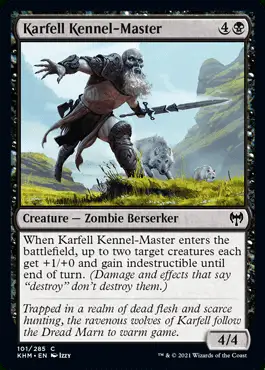 Karfell Kennel-Master 4
Creature — Zombie Berserker
When Karfell Kennel-Master enters the
battlefield, up to two target creatures each
get +1/+0 and gain indestructible until
end of turn. (Damage and effects that say
"destroy" don't destroy them.)
Trapped in a realm of dead flesh and scarce
hunting, the ravenous wolves of Karfell follow
the Dread Marn to warm game.
4/4
101/285 C
KHM • EN Izzy
™ & © 2021 Wizards of the Coast